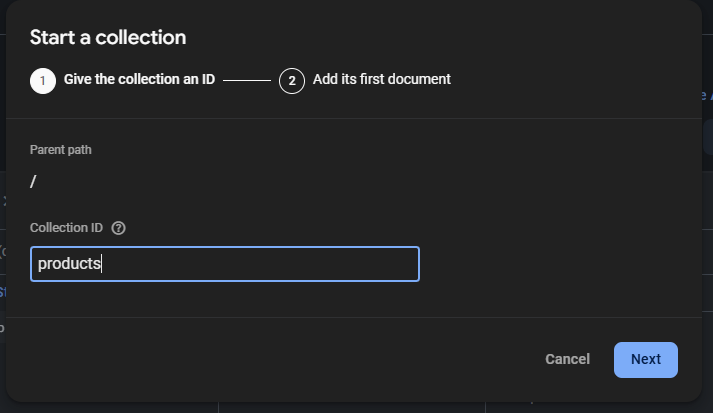 Start a collection
1 Give the collection an ID 2 Add its first document
Parent path
/
Collection ID ?
products
Cancel Next